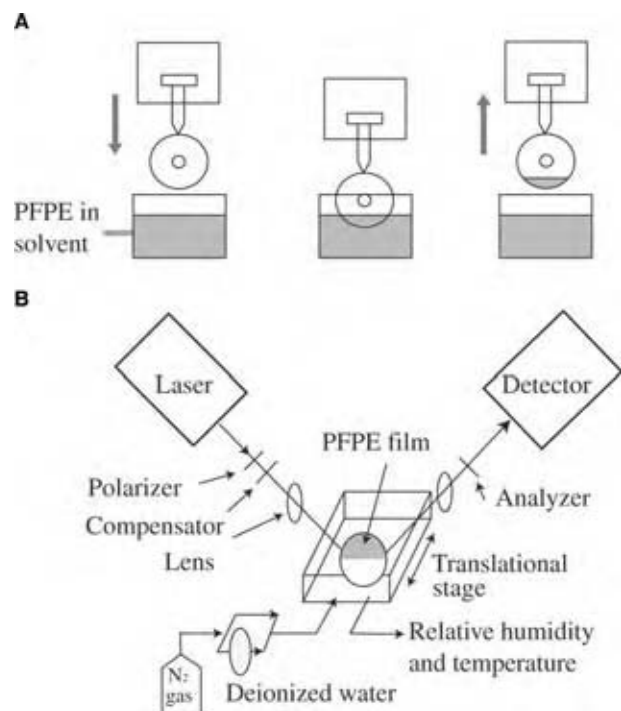 A
PFPE in
solvent
B
Laser
Detector
PFPE film
Polarizer
Compensator
Lens
Analyzer
Translational
stage
Relative humidity
and temperature
N₂
gas
Deionized water